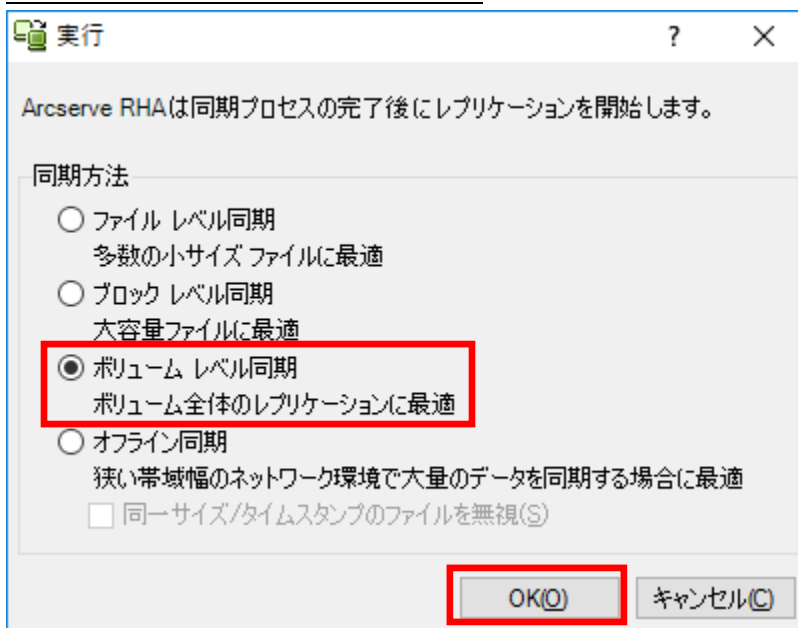 実行
?
Arcserve RHAは同期プロセスの完了後にレプリケーションを開始します。
同期方法
ファイル レベル同期
多数の小サイズ ファイルに最適
ブロック レベル同期
大容量ファイルに最適
ボリューム レベル同期
ボリューム全体のレプリケーションに最適
オフライン同期
狭い帯域幅のネットワーク環境で大量のデータを同期する場合に最適
同一サイズ/タイムスタンプのファイルを無視(S)
OK(O)
キャンセル(C)